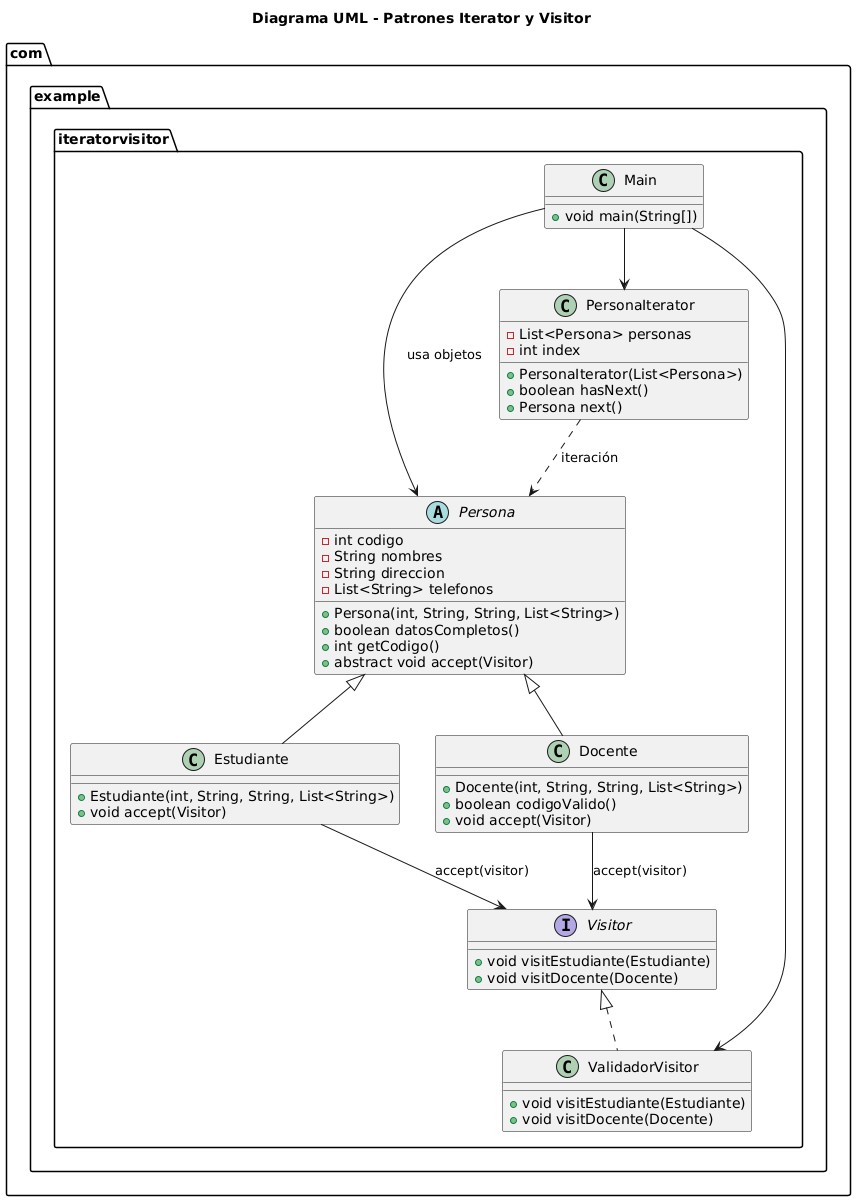 Diagrama UML - Patrones Iterator y Visitor
com
example
iteratorvisitor
C Main
void main(String[])
C PersonaIterator
List<Persona> personas
int index
PersonaIterator(List<Persona>)
boolean hasNext()
Persona next()
usa objetos
iteración
A Persona
int codigo
String nombres
String direccion
List<String> telefonos
Persona(int, String, String, List<String>)
boolean datosCompletos()
int getCodigo()
abstract void accept(Visitor)
C Estudiante
Estudiante(int, String, String, List<String>)
void accept(Visitor)
C Docente
Docente(int, String, String, List<String>)
boolean codigoValido()
void accept(Visitor)
accept(visitor)
accept(visitor)
I Visitor
void visitEstudiante(Estudiante)
void visitDocente(Docente)
C ValidadorVisitor
void visitEstudiante(Estudiante)
void visitDocente(Docente)